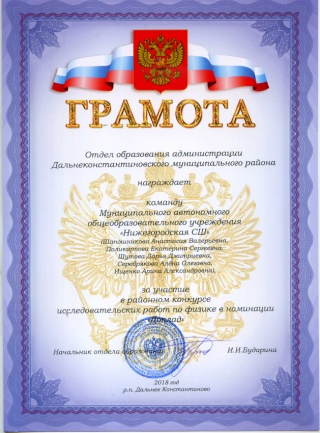 ГРАМОТА
Отдел образования администрации
Дальнеконстантиновского муниципального района
награждает
команду
Муниципального автономного
общеобразовательного учреждения
«Нижегородская СШ»
(Шапошникова Анастасия Валерьевна,
Поликарпова Екатерина Сергеевна,
Шутова Дарья Дмитриевна,
Серебрякова Алёна Олеговна,
Ищенко Арина Александровна),
за участие
в районном конкурсе
исследовательских работ по физике в номинации
«Доклад»
Начальник отдела образования
И.И.Бударина
2018 год
р.п. Дальнее Константиново